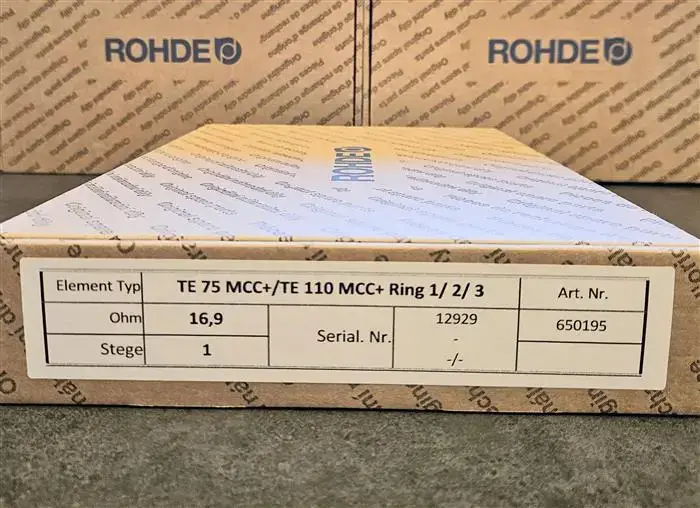 ROHDE
ROHDE
ROHDE
Element Typ TE 75 MCC+/TE 110 MCC+ Ring 1/ 2/ 3 Art. Nr.
Ohm 16,9 Serial. Nr. 12929 650195
-
Stege 1 -/-